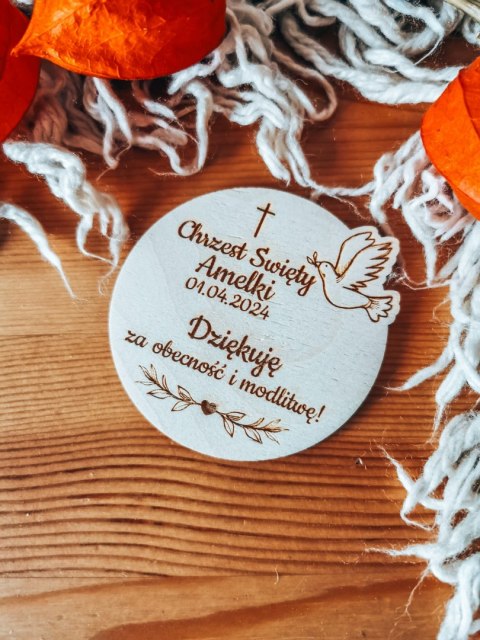 Chrzest Święty
Amelki
01.04.2024
Dziękuję
za obecność i modlitwę!